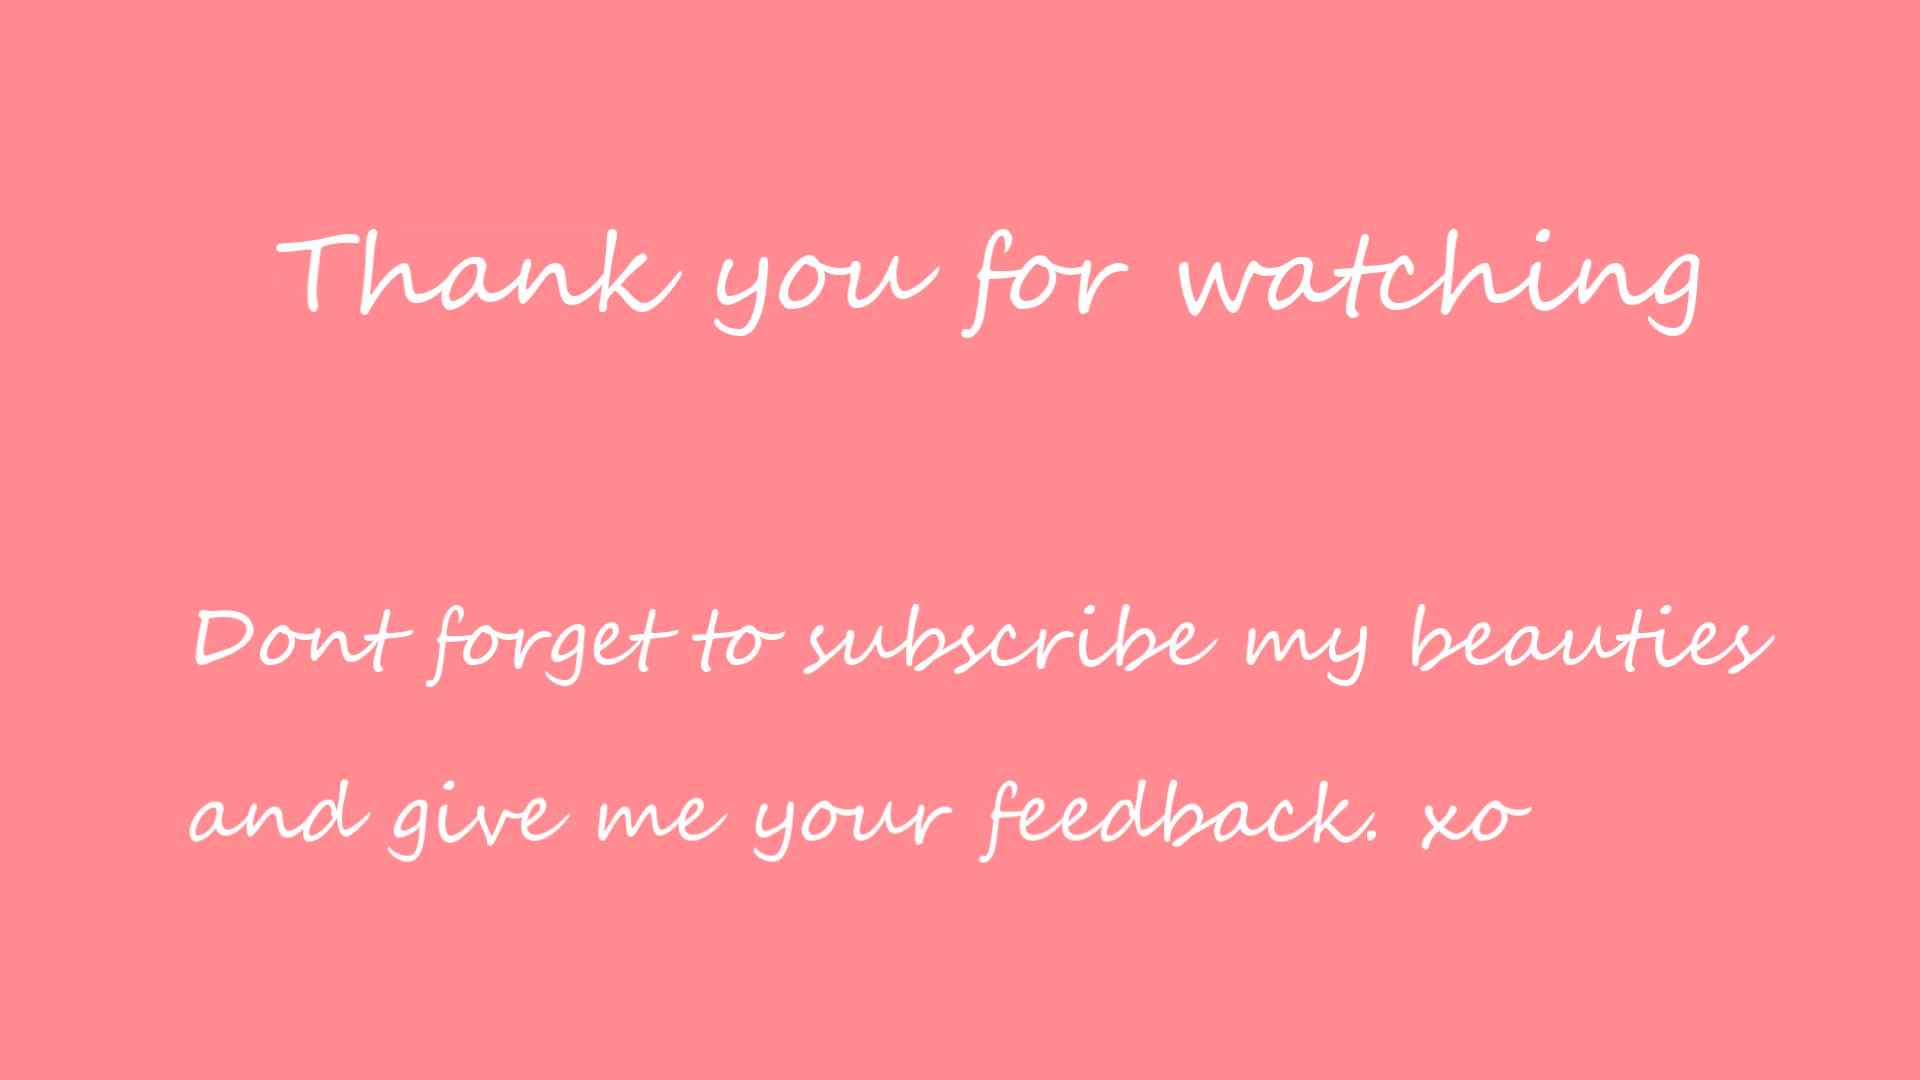 Thank you for watching
Dont forget to subscribe my beauties
and give me your feedback. xo